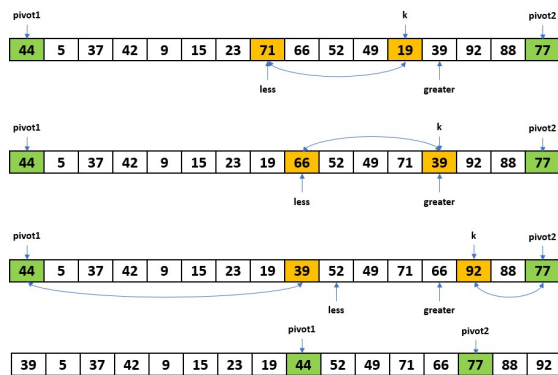 pivot1 k pivot2
44 5 37 42 9 15 23 71 66 52 49 19 39 92 88 77
less greater
pivot1 k pivot2
44 5 37 42 9 15 23 19 66 52 49 71 39 92 88 77
less greater
pivot1 k pivot2
44 5 37 42 9 15 23 19 39 52 49 71 66 92 88 77
less greater
pivot1 pivot2
39 5 37 42 9 15 23 19 44 52 49 71 66 77 88 92